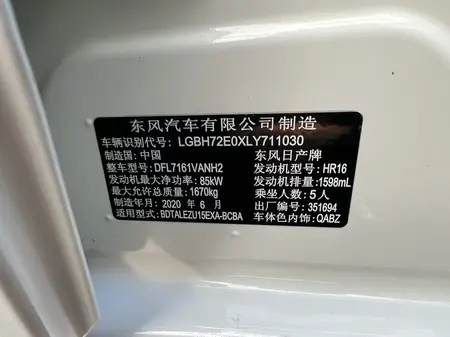 东风汽车有限公司制造
车辆识别代号: LGBH72E0XLY711030
制造国: 中国 东风日产牌
整车型号: DFL7161VANH2 发动机型号: HR16
发动机最大净功率: 85kW 发动机排量: 1598mL
最大允许总质量: 1670kg 乘坐人数: 5人
制造年月: 2020 年 6 月 出厂编号: 351694
适用型式: BDTALEZU15EXA-BCBA 车体色内饰: QABZ